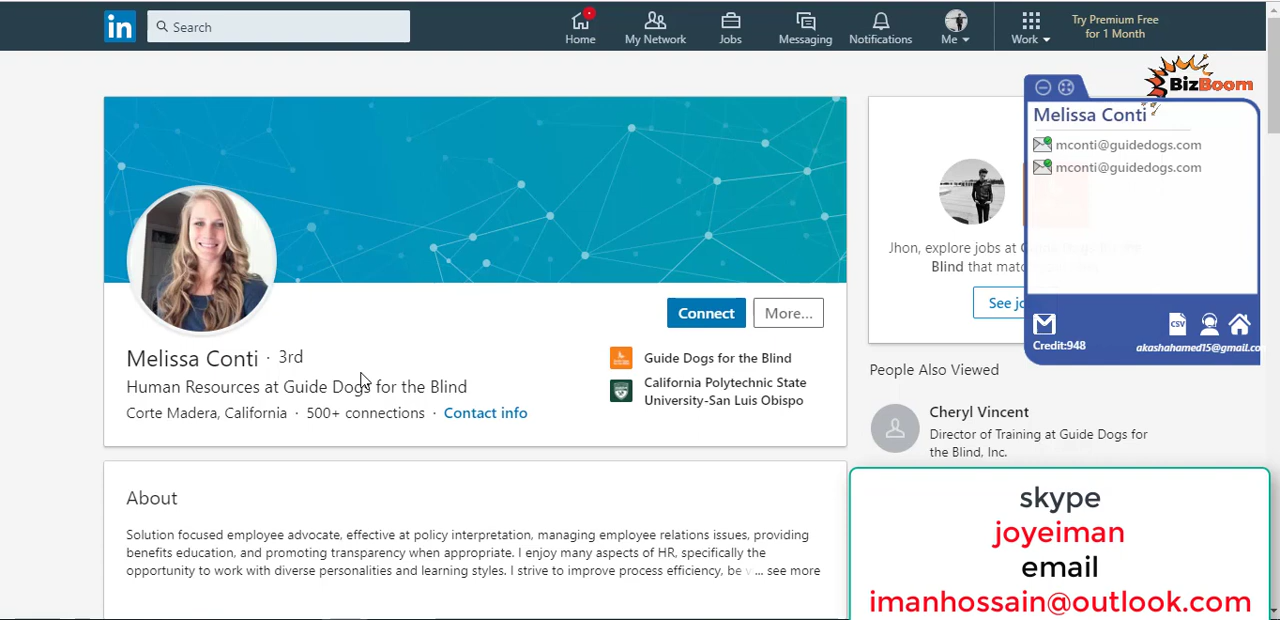 in
Search
Home
My Network
Jobs
Messaging
Notifications
Me
Work
Try Premium Free
for 1 Month
BizBoom
Melissa Conti
mconti@guidedogs.com
mconti@guidedogs.com
Jhon, explore jobs at
Blind that
See jo
Credit:948
CSV
akashahamed15@gmail.co
Connect
More...
Melissa Conti · 3rd
Human Resources at Guide Dogs for the Blind
Corte Madera, California · 500+ connections · Contact info
Guide Dogs for the Blind
California Polytechnic State
University-San Luis Obispo
People Also Viewed
Cheryl Vincent
Director of Training at Guide Dogs for
the Blind, Inc.
About
Solution focused employee advocate, effective at policy interpretation, managing employee relations issues, providing
benefits education, and promoting transparency when appropriate. I enjoy many aspects of HR, specifically the
opportunity to work with diverse personalities and learning styles. I strive to improve process efficiency, be ... see more
skype
joyeiman
email
imanhossain@outlook.com